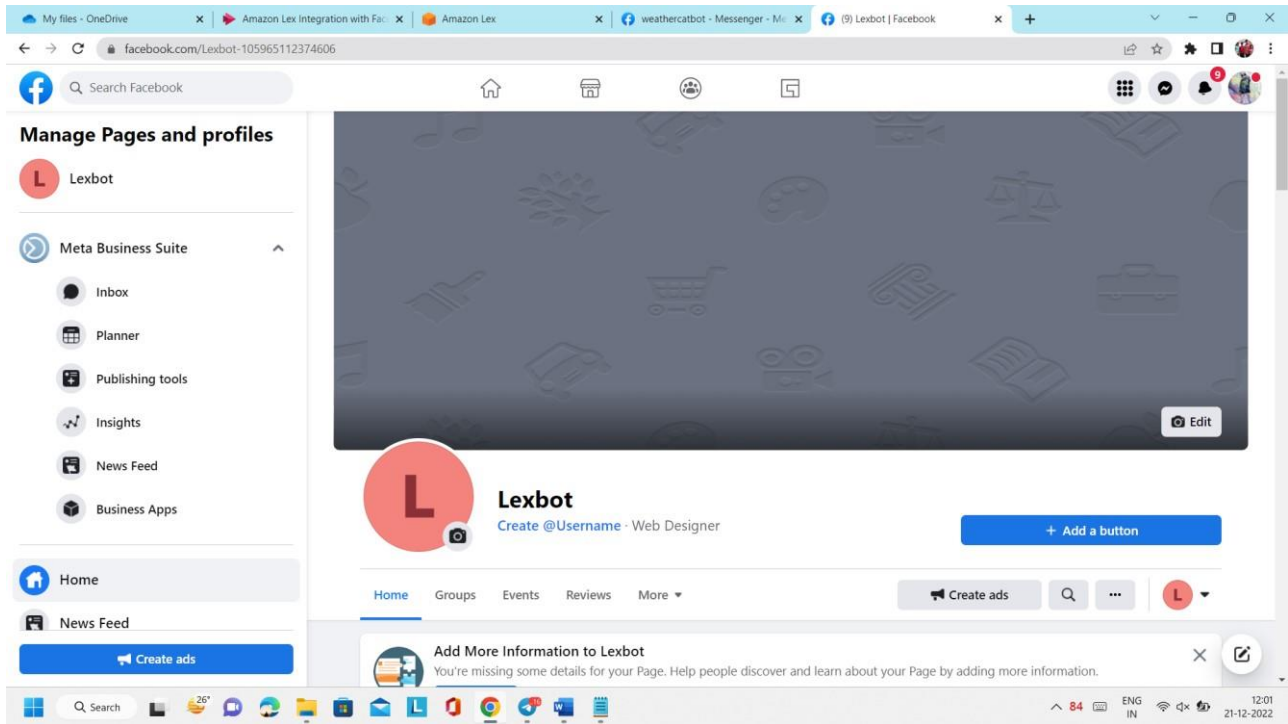 My files - OneDrive
Amazon Lex Integration with Fac
Amazon Lex
weathercatbot - Messenger - Me
(9) Lexbot | Facebook
facebook.com/Lexbot-105965112374606
Search Facebook
9
Manage Pages and profiles
L Lexbot
Meta Business Suite
Inbox
Planner
Publishing tools
Insights
News Feed
Business Apps
Edit
L
Lexbot
Create @Username · Web Designer
+ Add a button
Home
Home Groups Events Reviews More
Create ads
L
News Feed
Create ads
Add More Information to Lexbot
You're missing some details for your Page. Help people discover and learn about your Page by adding more information.
Search
26°
84
ENG
IN
12:01
21-12-2022